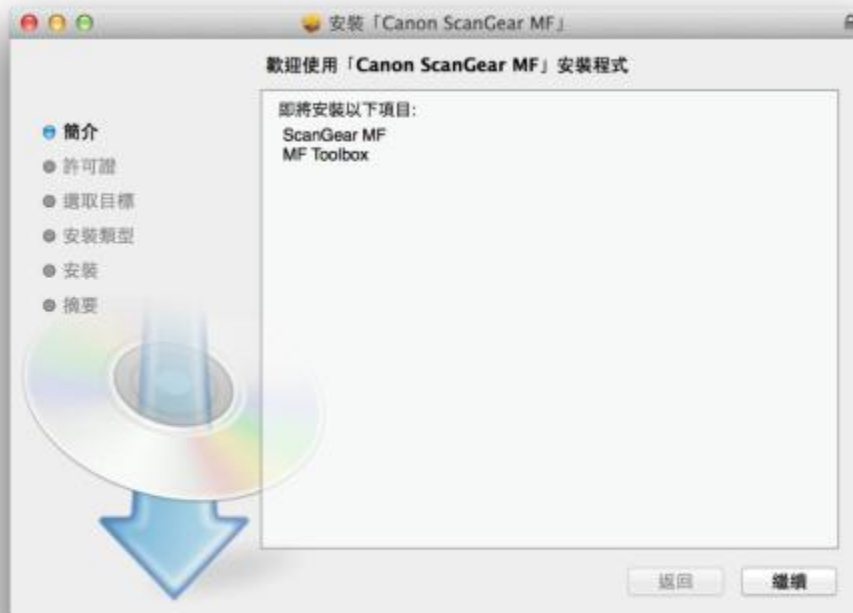 安裝「Canon ScanGear MF」
歡迎使用「Canon ScanGear MF」安裝程式
簡介
許可證
選取目標
安裝類型
安裝
摘要
即將安裝以下項目:
ScanGear MF
MF Toolbox
返回
繼續